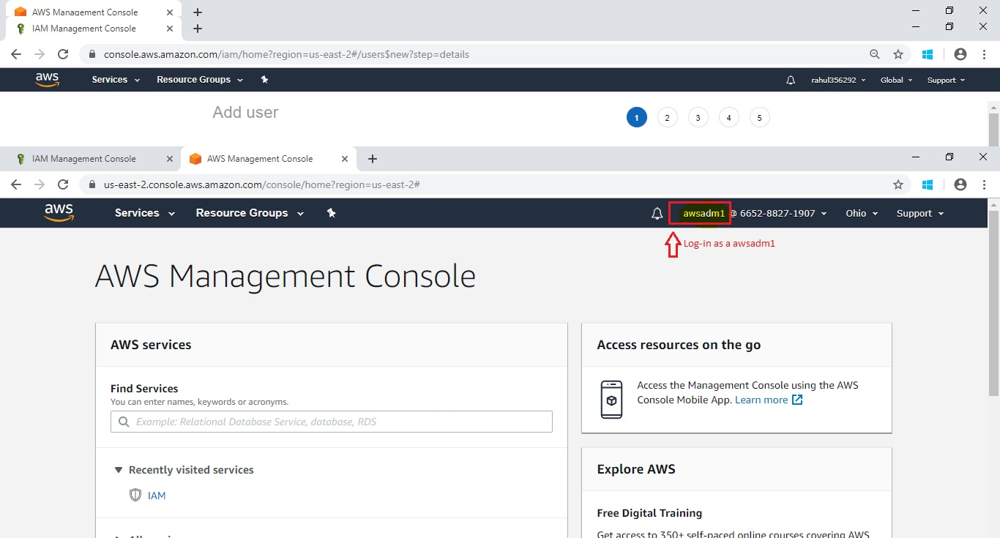 AWS Management Console
IAM Management Console
console.aws.amazon.com/iam/home?region=us-east-2#/users$new?step=details
aws Services Resource Groups rahul356292 Global Support
Add user 1 2 3 4 5
IAM Management Console AWS Management Console
us-east-2.console.aws.amazon.com/console/home?region=us-east-2#
aws Services Resource Groups awsadm1 @ 6652-8827-1907 Ohio Support
Log-in as a awsadm1
AWS Management Console
AWS services
Find Services
You can enter names, keywords or acronyms.
Example: Relational Database Service, database, RDS
Recently visited services
IAM
Access resources on the go
Access the Management Console using the AWS
Console Mobile App. Learn more
Explore AWS
Free Digital Training
Get access to 350+ self-paced online courses covering AWS